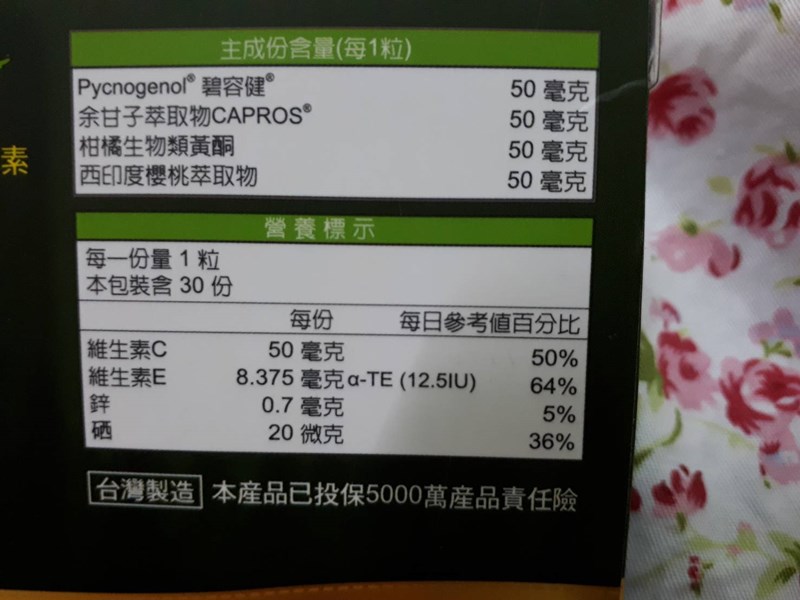 主成份含量(每1粒)
Pycnogenol® 碧容健® 50 毫克
余甘子萃取物CAPROS® 50 毫克
柑橘生物類黃酮 50 毫克
西印度櫻桃萃取物 50 毫克
素
營養標示
每一份量 1 粒
本包裝含 30 份
每份 每日參考值百分比
維生素C 50 毫克 50%
維生素E 8.375 毫克 α-TE (12.5IU) 64%
鋅 0.7 毫克 5%
硒 20 微克 36%
台灣製造 本產品已投保5000萬產品責任險